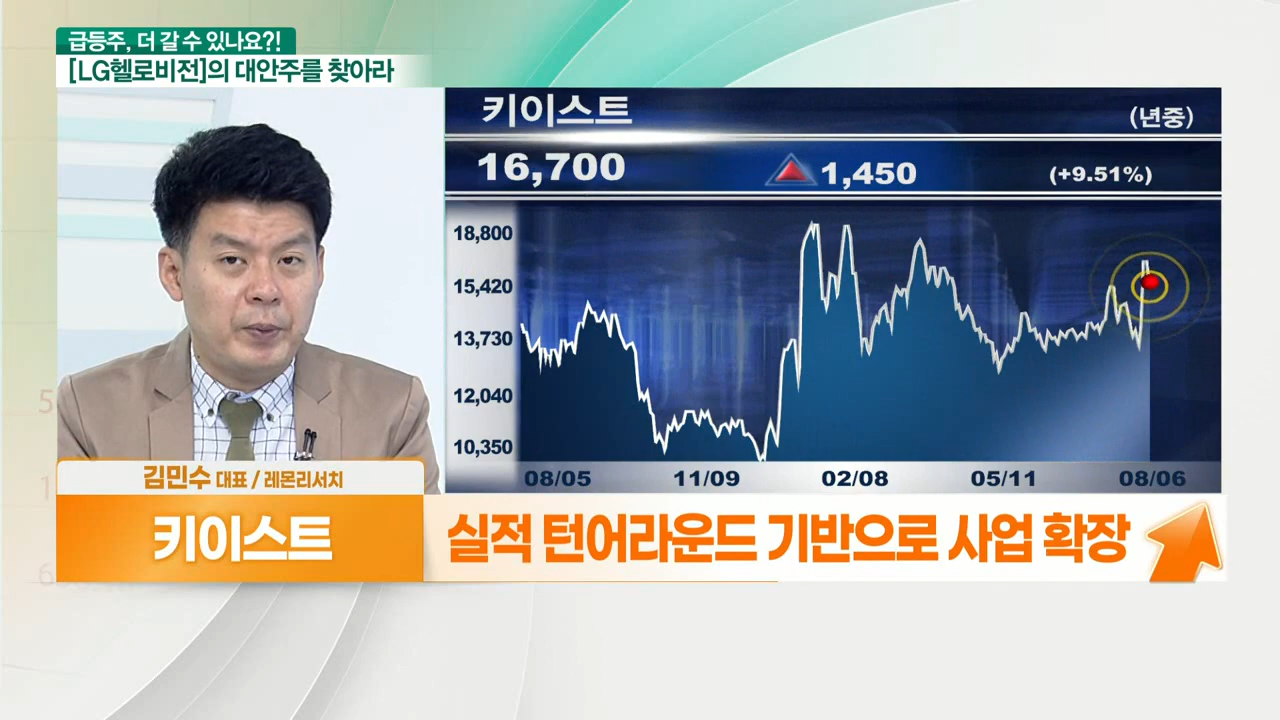 급등주, 더 갈 수 있나요?!
[LG헬로비전]의 대안주를 찾아라
키이스트
(년중)
16,700
1,450
(+9.51%)
18,800
15,420
13,730
12,040
10,350
08/05
11/09
02/08
05/11
08/06
김민수 대표 / 레몬리서치
키이스트
실적 턴어라운드 기반으로 사업 확장
5
1
6